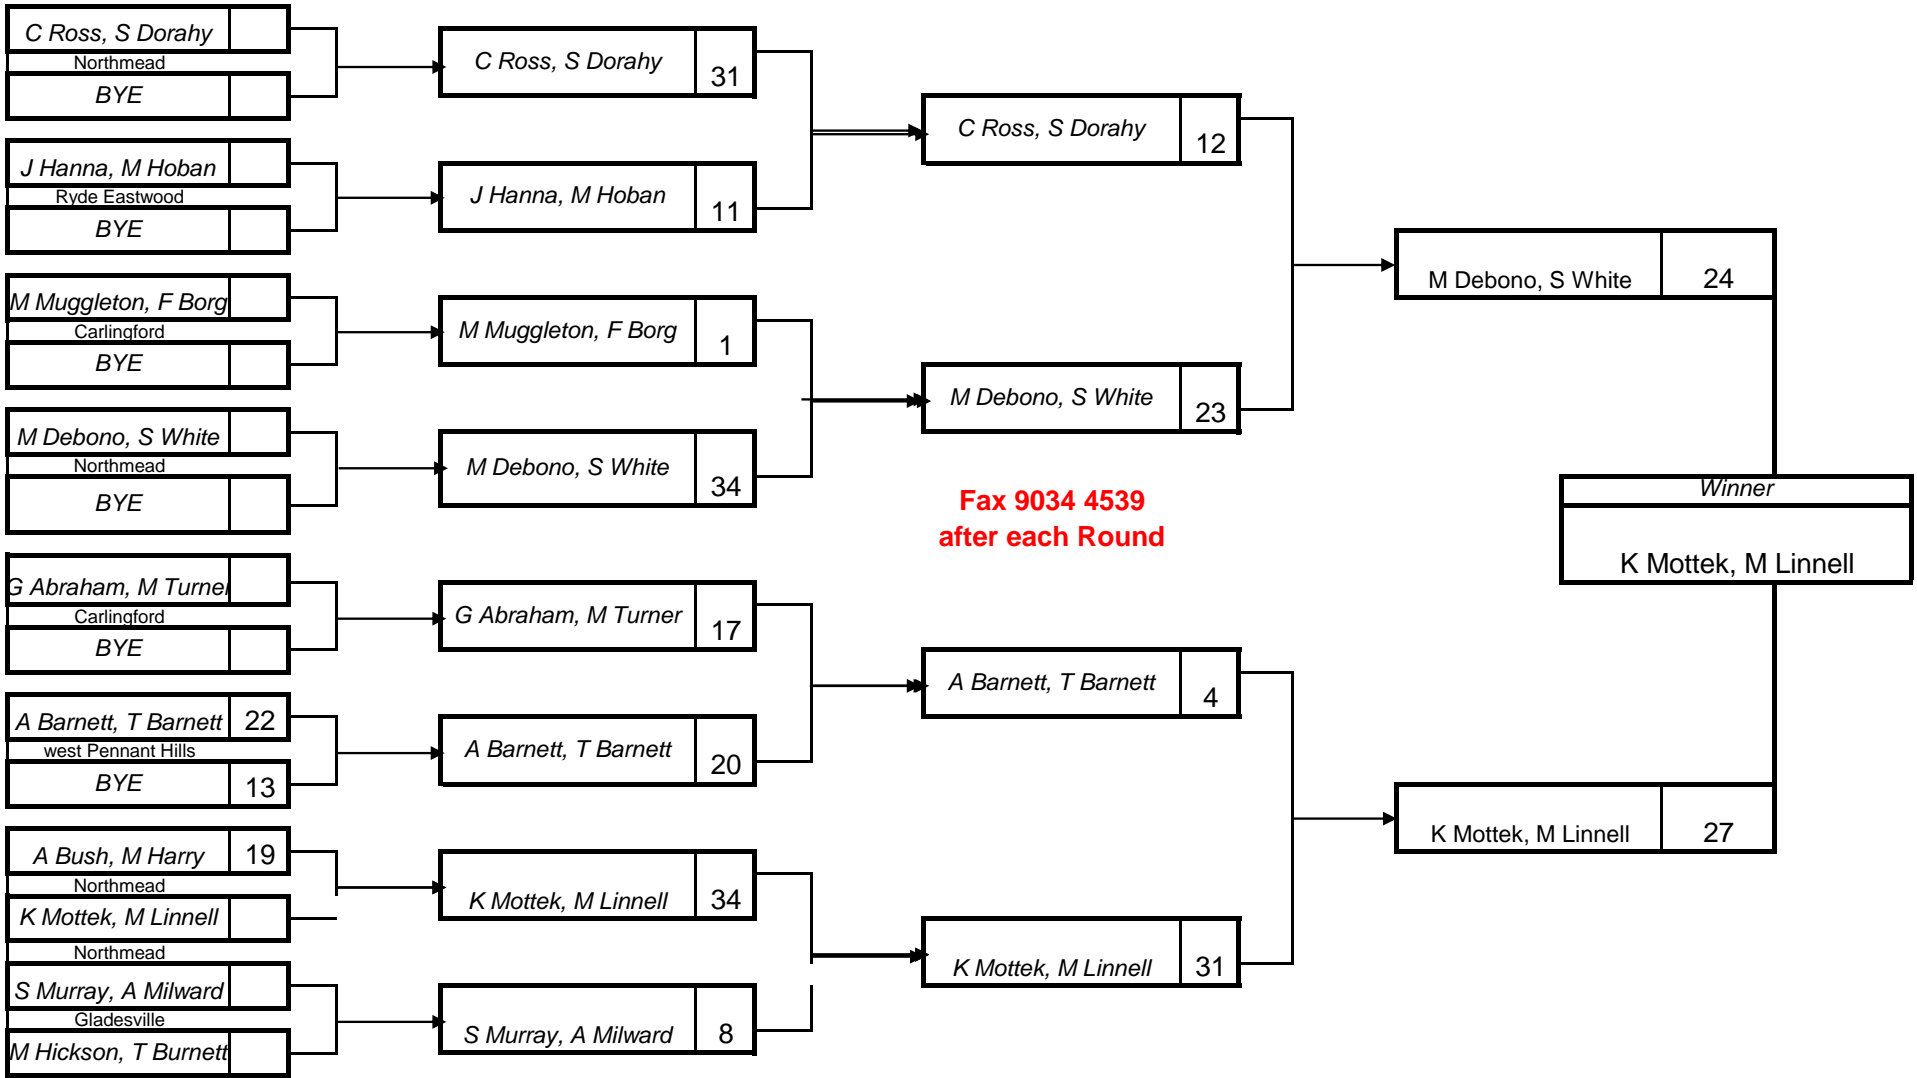 C Ross, S Dorahy
Northmead
BYE
J Hanna, M Hoban
Ryde Eastwood
BYE
M Muggleton, F Borg
Carlingford
BYE
M Debono, S White
Northmead
BYE
G Abraham, M Turner
Carlingford
BYE
A Barnett, T Barnett 22
west Pennant Hills
BYE 13
A Bush, M Harry 19
Northmead
K Mottek, M Linnell
Northmead
S Murray, A Milward
Gladesville
M Hickson, T Burnett
C Ross, S Dorahy 31
J Hanna, M Hoban 11
M Muggleton, F Borg 1
M Debono, S White 34
G Abraham, M Turner 17
A Barnett, T Barnett 20
K Mottek, M Linnell 34
S Murray, A Milward 8
C Ross, S Dorahy 12
M Debono, S White 23
Fax 9034 4539
after each Round
A Barnett, T Barnett 4
K Mottek, M Linnell 31
M Debono, S White 24
K Mottek, M Linnell 27
Winner
K Mottek, M Linnell